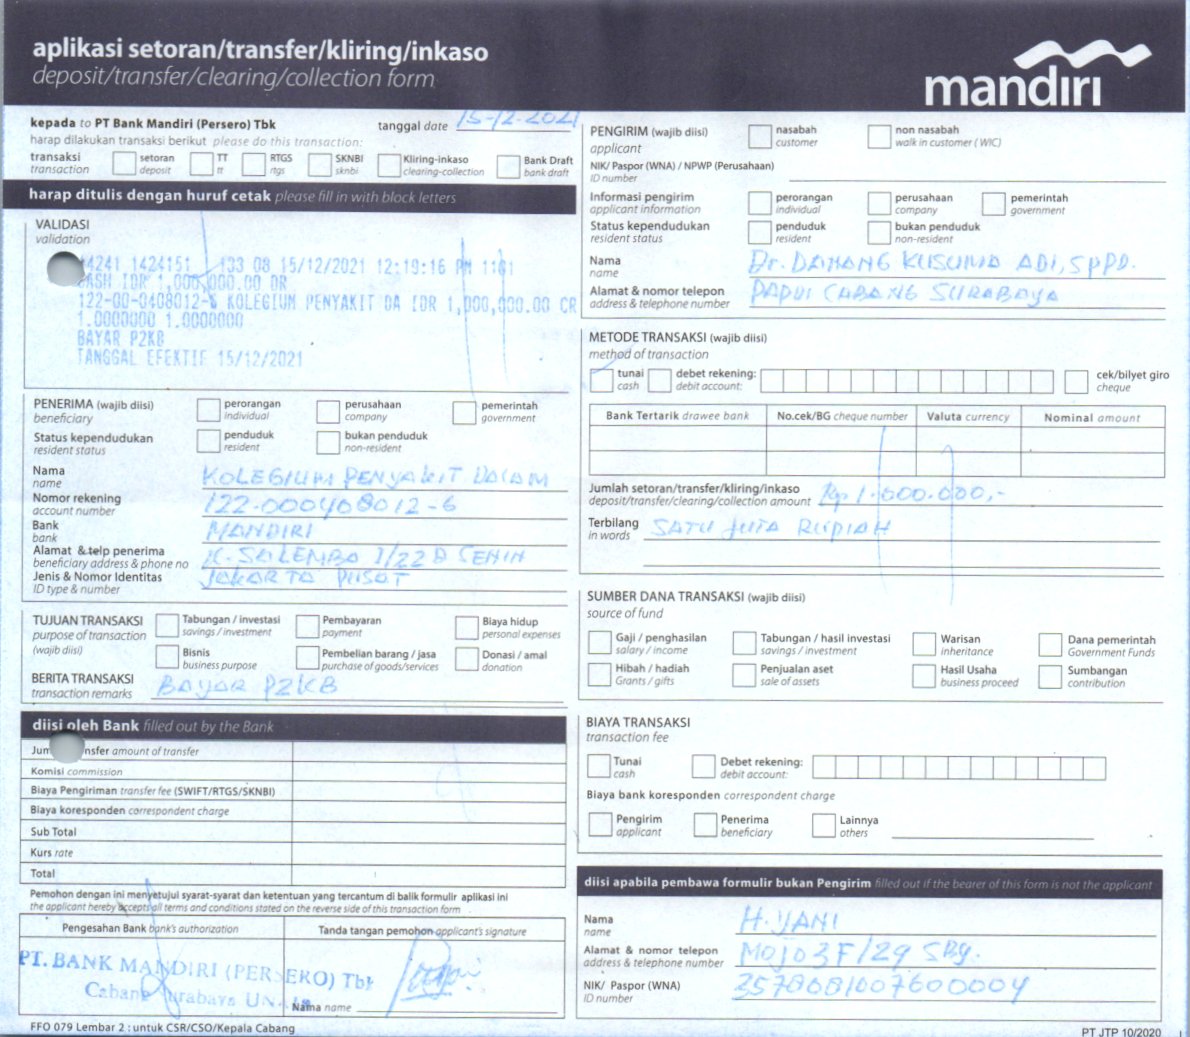 aplikasi setoran/transfer/kliring/inkaso
deposit/transfer/clearing/collection form
mandiri
kepada to PT Bank Mandiri (Persero) Tbk
tanggal date 15-12-2021
harap dilakukan transaksi berikut please do this transaction:
transaksi
transaction
setoran
deposit
TT
tt
RTGS
rtgs
SKNBI
sknbi
Kliring-inkaso
clearing-collection
Bank Draft
bank draft
harap ditulis dengan huruf cetak please fill in with block letters
VALIDASI
validation
14241 1424151 133 08 15/12/2021 12:19:16 PM 1161
CASH IDR 1,000,000.00 DR
122-00-0408012-6 KOLEGIUM PENYAKIT DA IDR 1,000,000.00 CR
1.0000000 1.0000000
BAYAR P2KB
TANGGAL EFEKTIF 15/12/2021
PENERIMA (wajib diisi)
beneficiary
perorangan
individual
perusahaan
company
pemerintah
government
Status kependudukan
resident status
penduduk
resident
bukan penduduk
non-resident
Nama
name
KOLEGIUM PENYAKIT DALAM
Nomor rekening
account number
122-000408012-6
Bank
bank
MANDIRI
Alamat & telp penerima
beneficiary address & phone no
SALEMBA I/22 D SENIN
Jenis & Nomor Identitas
ID type & number
JAKARTA PUSAT
TUJUAN TRANSAKSI
purpose of transaction
(wajib diisi)
Tabungan / investasi
savings / investment
Pembayaran
payment
Biaya hidup
personal expenses
Bisnis
business purpose
Pembelian barang / jasa
purchase of goods/services
Donasi / amal
donation
BERITA TRANSAKSI
transaction remarks
BAYAR P2KB
diisi oleh Bank filled out by the Bank
Jum nsfer amount of transfer
Komisi commission
Biaya Pengiriman transfer fee (SWIFT/RTGS/SKNBI)
Biaya koresponden correspondent charge
Sub Total
Kurs rate
Total
Pemohon dengan ini menyetujui syarat-syarat dan ketentuan yang tercantum di balik formulir aplikasi ini
the applicant hereby accepts all terms and conditions stated on the reverse side of this transaction form
Pengesahan Bank bank's authorization
Tanda tangan pemohon applicant's signature
PT. BANK MANDIRI (PERSERO) Tbk
Cabang Surabaya
Nama name
FFO 079 Lembar 2 : untuk CSR/CSO/Kepala Cabang
PENGIRIM (wajib diisi)
applicant
nasabah
customer
non nasabah
walk in customer ( WIC)
NIK/ Paspor (WNA) / NPWP (Perusahaan)
ID number
Informasi pengirim
applicant information
perorangan
individual
perusahaan
company
pemerintah
government
Status kependudukan
resident status
penduduk
resident
bukan penduduk
non-resident
Nama
name
Dr. DANANG KUSUMA ADI, SPPD.
Alamat & nomor telepon
address & telephone number
PAPDI CABANG SURABAYA
METODE TRANSAKSI (wajib diisi)
method of transaction
tunai
cash
debet rekening:
debit account:
cek/bilyet giro
cheque
Bank Tertarik drawee bank
No.cek/BG cheque number
Valuta currency
Nominal amount
Jumlah setoran/transfer/kliring/inkaso
deposit/transfer/clearing/collection amount
Rp 1.000.000,-
Terbilang
in words
SATU JUTA RUPIAH
SUMBER DANA TRANSAKSI (wajib diisi)
source of fund
Gaji / penghasilan
salary / income
Tabungan / hasil investasi
savings / investment
Warisan
inheritance
Dana pemerintah
Government Funds
Hibah / hadiah
Grants / gifts
Penjualan aset
sale of assets
Hasil Usaha
business proceed
Sumbangan
contribution
BIAYA TRANSAKSI
transaction fee
Tunai
cash
Debet rekening:
debit account:
Biaya bank koresponden correspondent charge
Pengirim
applicant
Penerima
beneficiary
Lainnya
others
diisi apabila pembawa formulir bukan Pengirim filled out if the bearer of this form is not the applicant
Nama
name
H. YANI
Alamat & nomor telepon
address & telephone number
MOJO 3F/29 SBY.
NIK/ Paspor (WNA)
ID number
3578081007600004
PT JTP 10/2020